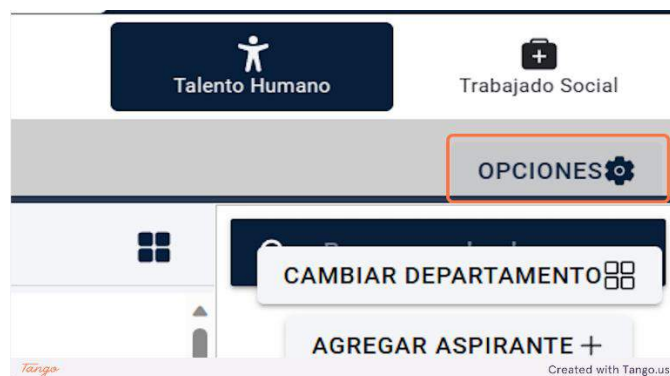 Talento Humano
Trabajado Social
OPCIONES
CAMBIAR DEPARTAMENTO
AGREGAR ASPIRANTE +
Tango
Created with Tango.us